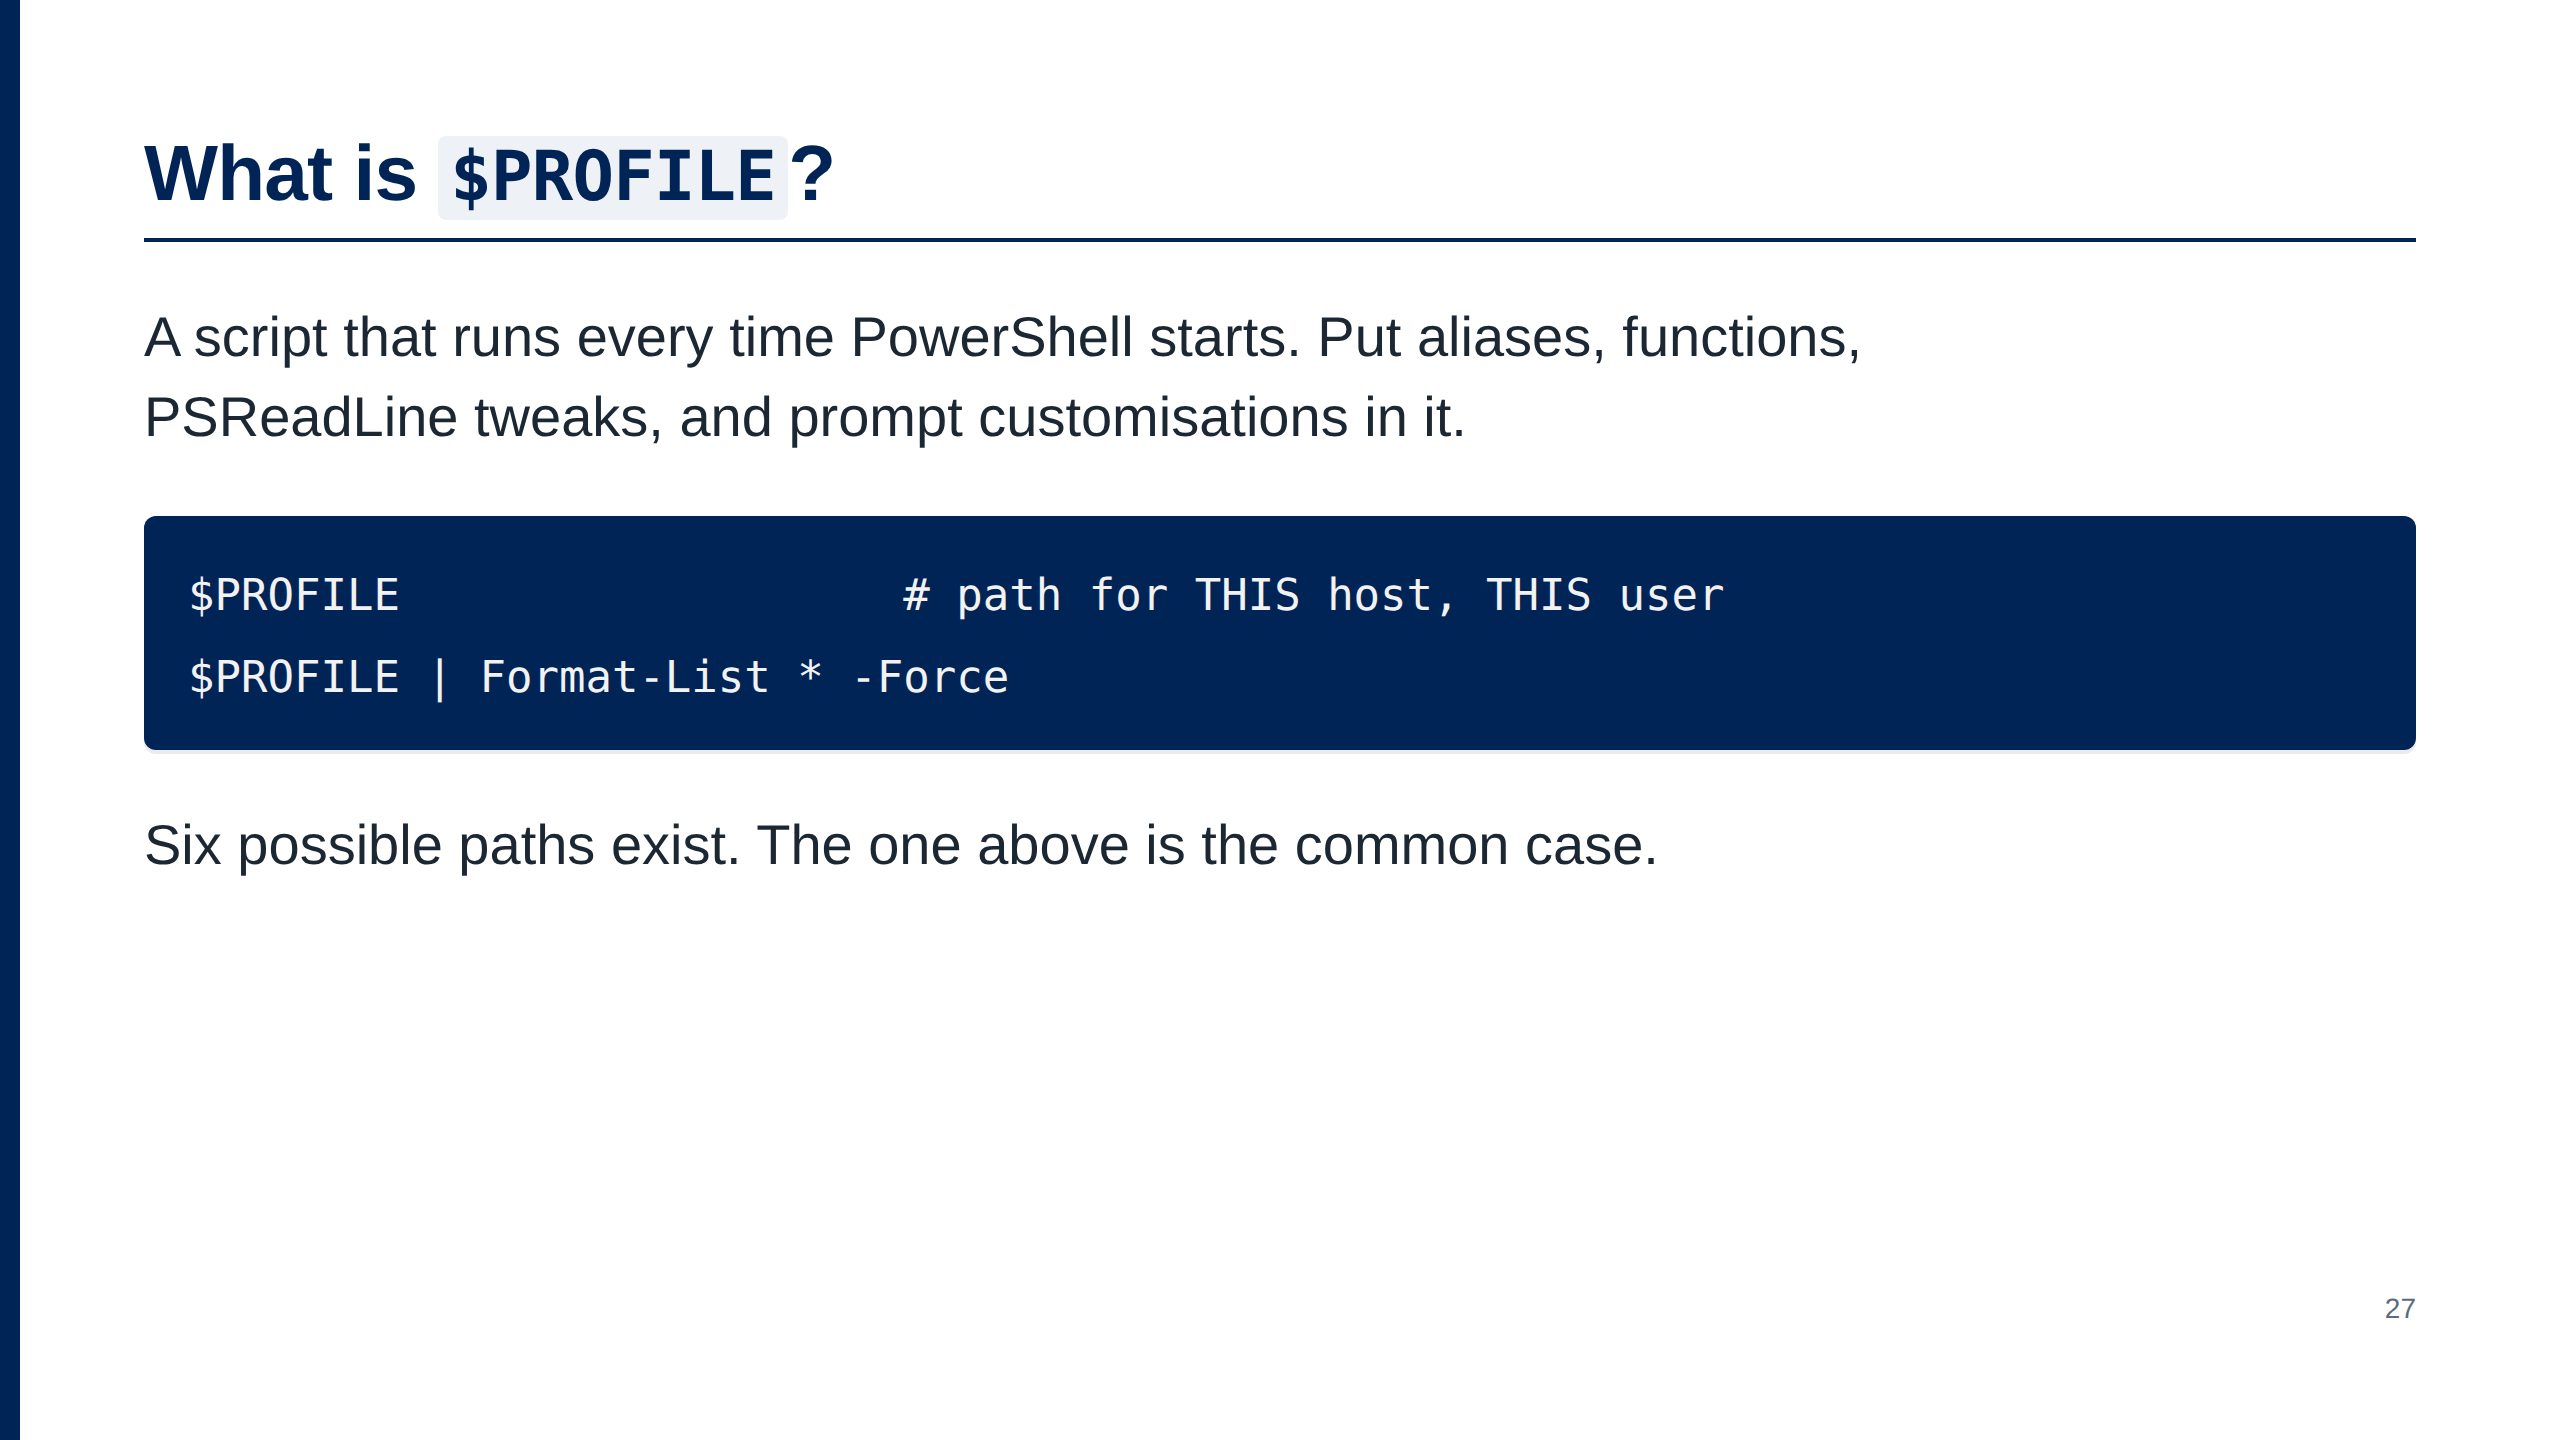 What is $PROFILE?
A script that runs every time PowerShell starts. Put aliases, functions,
PSReadLine tweaks, and prompt customisations in it.
$PROFILE                   # path for THIS host, THIS user
$PROFILE | Format-List * -Force
Six possible paths exist. The one above is the common case.
27